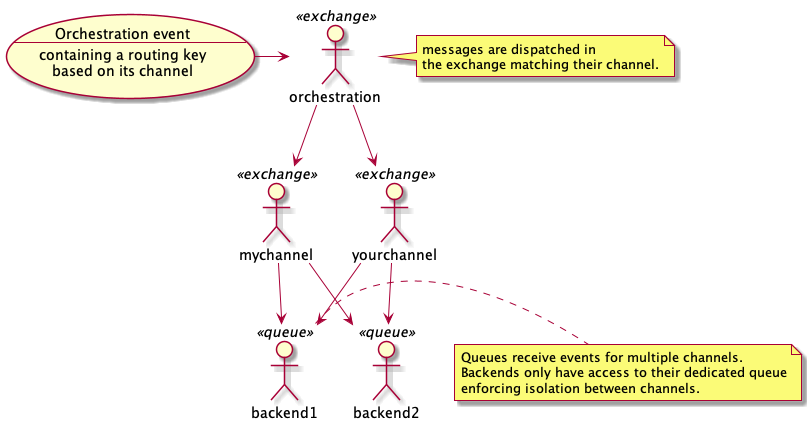 «exchange»
Orchestration event
containing a routing key
based on its channel
orchestration
messages are dispatched in
the exchange matching their channel.
«exchange»
«exchange»
mychannel
yourchannel
«queue»
«queue»
backend1
backend2
Queues receive events for multiple channels.
Backends only have access to their dedicated queue
enforcing isolation between channels.